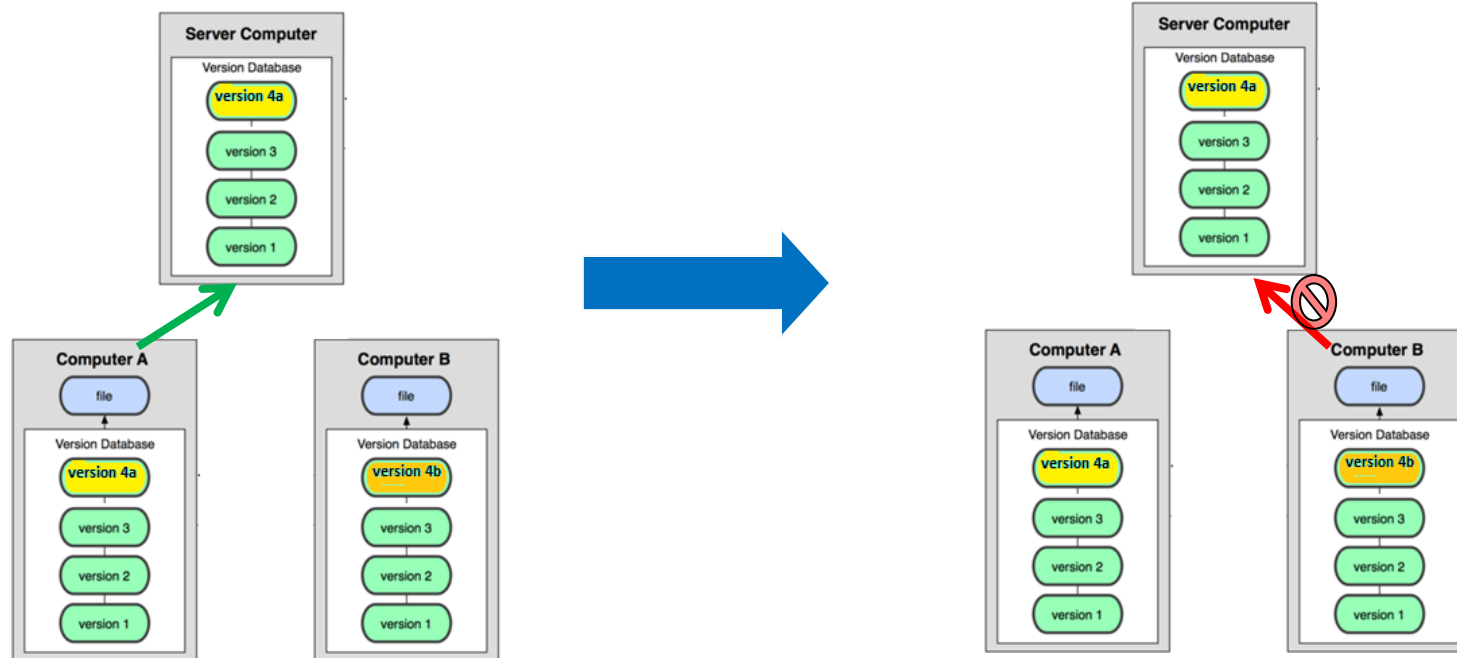 Server Computer
Version Database
version 4a
version 3
version 2
version 1
Computer A
file
Version Database
version 4a
version 3
version 2
version 1
Computer B
file
Version Database
version 4b
version 3
version 2
version 1
Server Computer
Version Database
version 4a
version 3
version 2
version 1
Computer A
file
Version Database
version 4a
version 3
version 2
version 1
Computer B
file
Version Database
version 4b
version 3
version 2
version 1